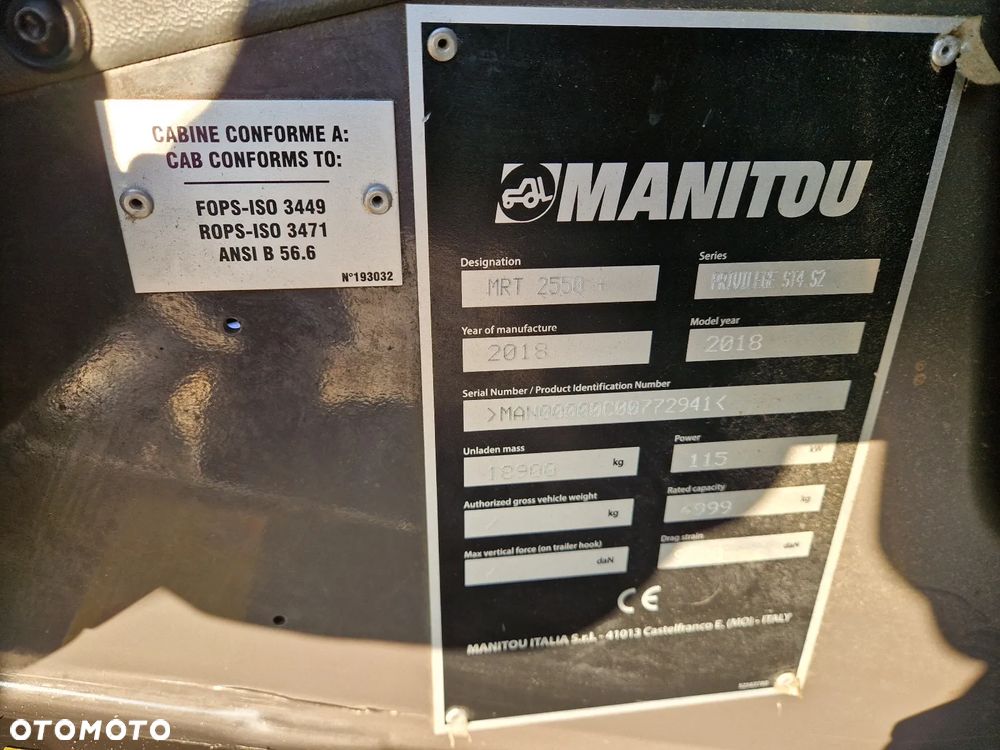 CABINE CONFORME A:
CAB CONFORMS TO:
FOPS-ISO 3449
ROPS-ISO 3471
ANSI B 56.6
N°193032
MANITOU
Designation
MRT 2550
Series
PRIVILEGE ST4 S2
Year of manufacture
2018
Model year
2018
Serial Number / Product Identification Number
>MAN00000C00772941<
Unladen mass
18900 kg
Power
115 kW
Authorized gross vehicle weight
kg
Rated capacity
4999 kg
Max vertical force (on trailer hook)
daN
Drag strain
daN
CE
MANITOU ITALIA S.r.l. - 41013 Castelfranco E. (MO) - ITALY
OTOMOTO